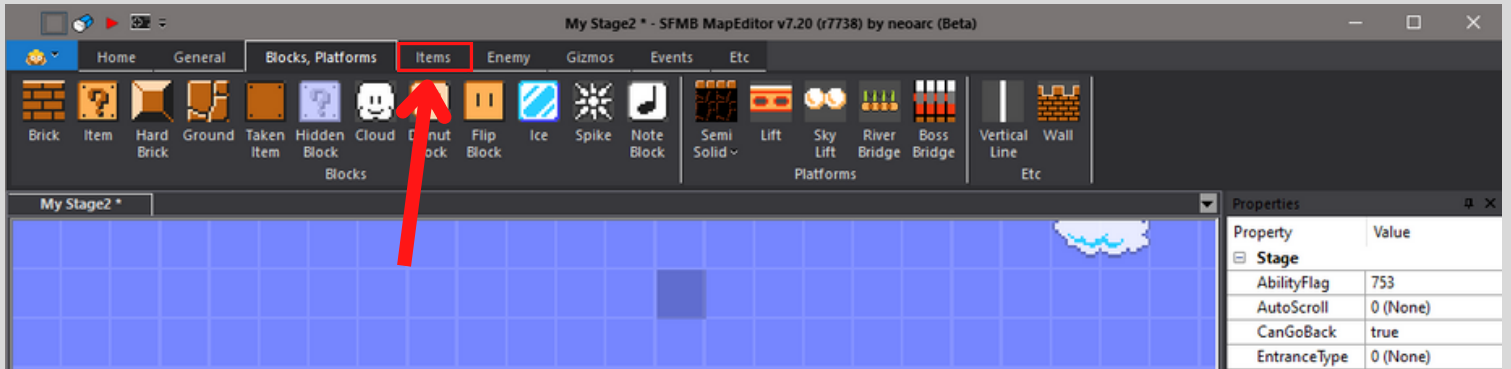 My Stage2 * - SFMB MapEditor v7.20 (r7738) by neoarc (Beta)
Home General Blocks, Platforms Items Enemy Gizmos Events Etc
Brick Item Hard Brick Ground Taken Item Hidden Block Cloud Flip Block Ice Spike Note Block Semi Solid Lift Sky Lift River Bridge Boss Bridge Vertical Line Wall
Blocks Platforms Etc
My Stage2 * Properties
Property Value
Stage
AbilityFlag 753
AutoScroll 0 (None)
CanGoBack true
EntranceType 0 (None)